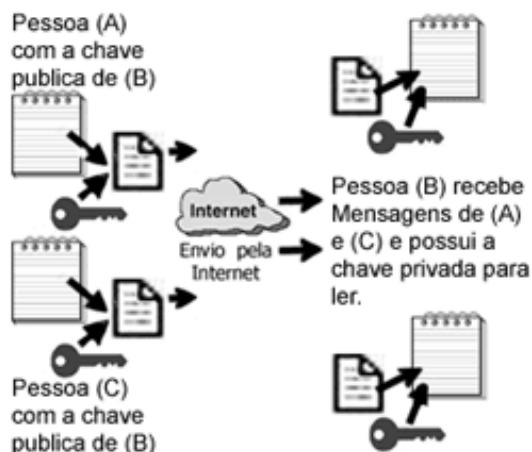 Pessoa (A)
com a chave
publica de (B)
Internet
Envio pela
Internet
Pessoa (B) recebe
Mensagens de (A)
e (C) e possui a
chave privada para
ler.
Pessoa (C)
com a chave
publica de (B)